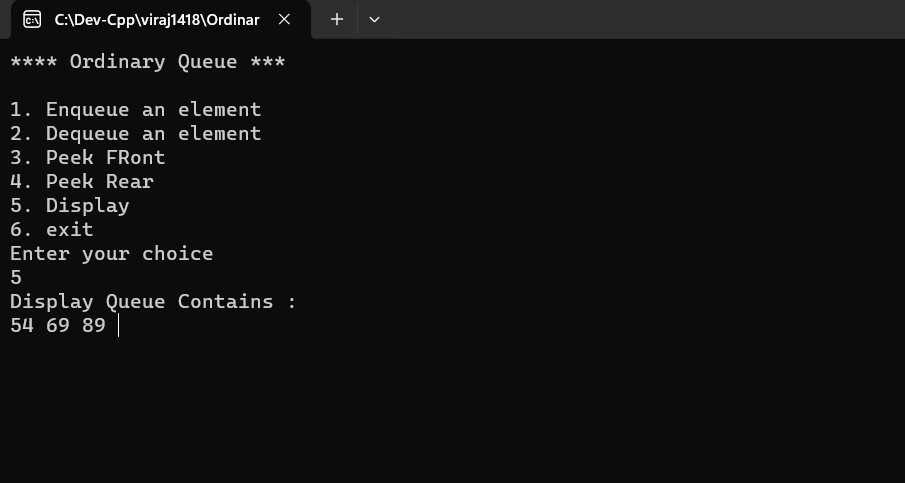 C:\Dev-Cpp\viraj1418\Ordinar
**** Ordinary Queue ***
1. Enqueue an element
2. Dequeue an element
3. Peek FRont
4. Peek Rear
5. Display
6. exit
Enter your choice
5
Display Queue Contains :
54 69 89